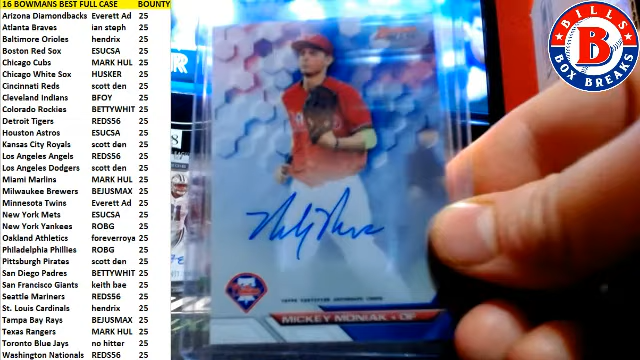 16 BOWMANS BEST FULL CASE BOUNTY
Arizona Diamondbacks Everett Ad 25
Atlanta Braves ian steph 25
Baltimore Orioles hendrix 25
Boston Red Sox ESUCSA 25
Chicago Cubs MARK HUL 25
Chicago White Sox HUSKER 25
Cincinnati Reds scott den 25
Cleveland Indians BFOY 25
Colorado Rockies BETTYWHIT 25
Detroit Tigers REDS56 25
Houston Astros ESUCSA 25
Kansas City Royals scott den 25
Los Angeles Angels REDS56 25
Los Angeles Dodgers scott den 25
Miami Marlins MARK HUL 25
Milwaukee Brewers BEJUSMAX 25
Minnesota Twins Everett Ad 25
New York Mets ESUCSA 25
New York Yankees ROBG 25
Oakland Athletics foreverroya 25
Philadelphia Phillies ROBG 25
Pittsburgh Pirates scott den 25
San Diego Padres BETTYWHIT 25
San Francisco Giants keith bae 25
Seattle Mariners REDS56 25
St. Louis Cardinals hendrix 25
Tampa Bay Rays BEJUSMAX 25
Texas Rangers MARK HUL 25
Toronto Blue Jays no hitter 25
Washington Nationals REDS56 25
BILLS
B
BOX BREAKS
TOPPS CERTIFIED AUTOGRAPH ISSUE
MICKEY MONIAK • OF